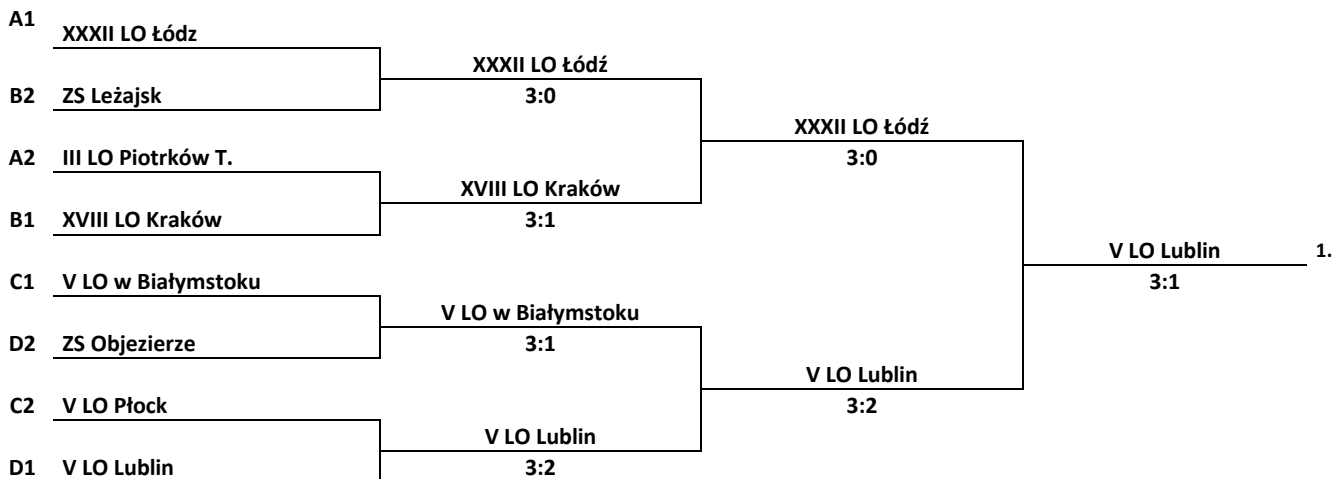 A1
XXXII LO Łódz
XXXII LO Łódź
B2 ZS Leżajsk
3:0
XXXII LO Łódź
A2 III LO Piotrków T.
3:0
XVIII LO Kraków
B1 XVIII LO Kraków
3:1
V LO Lublin 1.
C1 V LO w Białymstoku
3:1
V LO w Białymstoku
D2 ZS Objezierze
3:1
V LO Lublin
C2 V LO Płock
3:2
V LO Lublin
D1 V LO Lublin
3:2